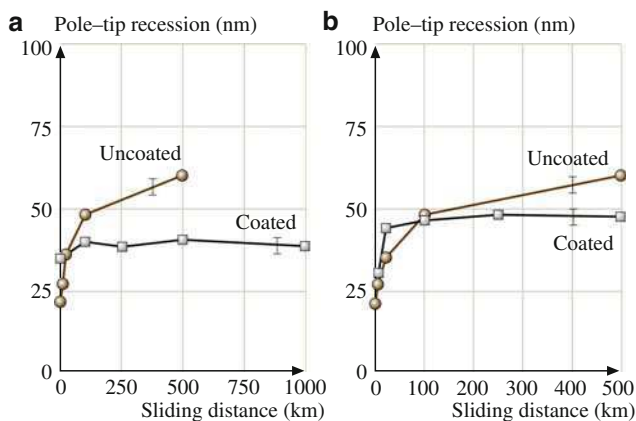 a Pole–tip recession (nm)
100
75
50
25
0
Uncoated
Coated
0 250 500 750 1000
Sliding distance (km)
b Pole–tip recession (nm)
100
75
50
25
0
Uncoated
Coated
0 100 200 300 400 500
Sliding distance (km)